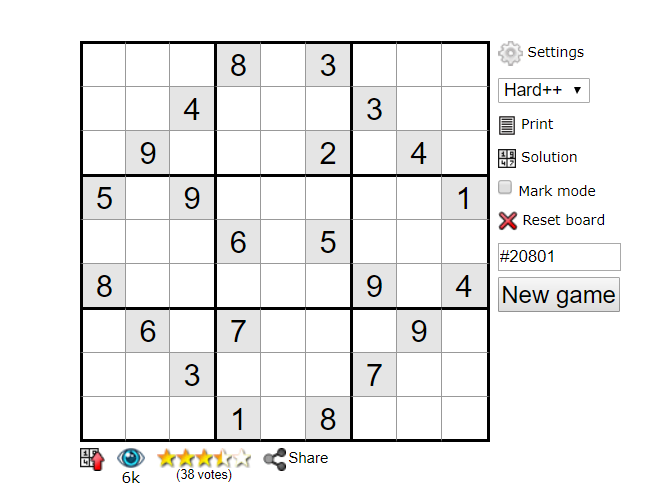 8 3
4 3
9 2 4
5 9 1
6 5
8 9 4
6 7 9
3 7
1 8
Settings
Hard++ ▼
Print
Solution
Mark mode
Reset board
#20801
New game
6k
(38 votes)
Share